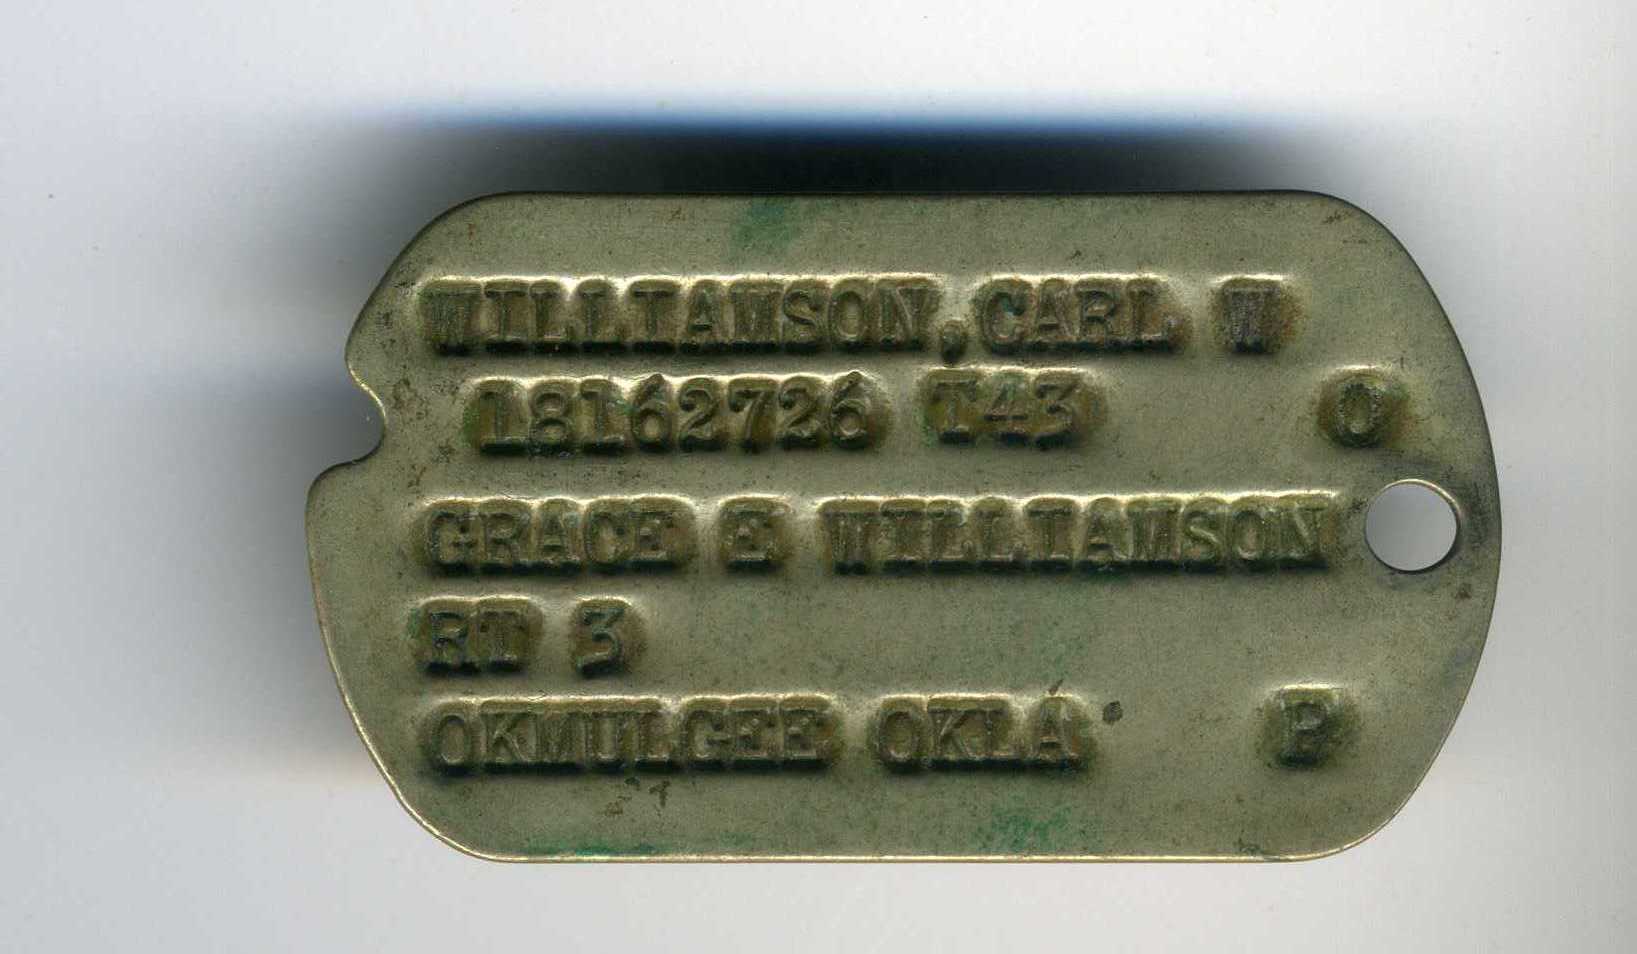 WILLIAMSON,CARL W
18162726 T43 O
GRACE E WILLIAMSON
RT 3
OKMULGEE OKLA P